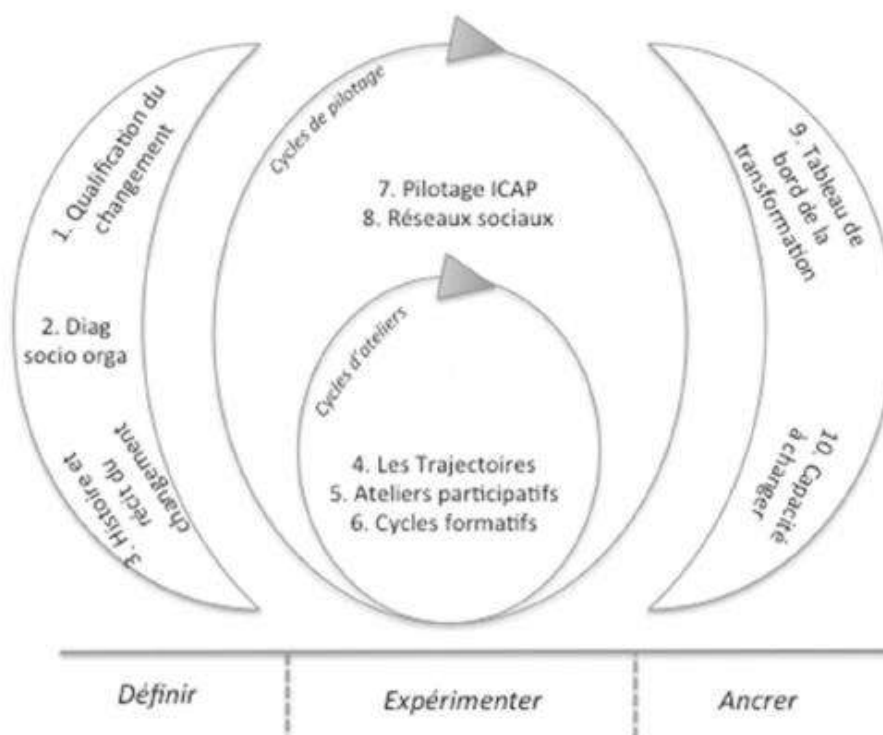 1. Qualification du
changement
2. Diag
socio orga
3. Histoire et
récit du
changement
Cycles de pilotage
7. Pilotage ICAP
8. Réseaux sociaux
Cycles d'ateliers
4. Les Trajectoires
5. Ateliers participatifs
6. Cycles formatifs
9. Tableau de
bord de la
transformation
10. Capacité
à changer
Définir
Expérimenter
Ancrer